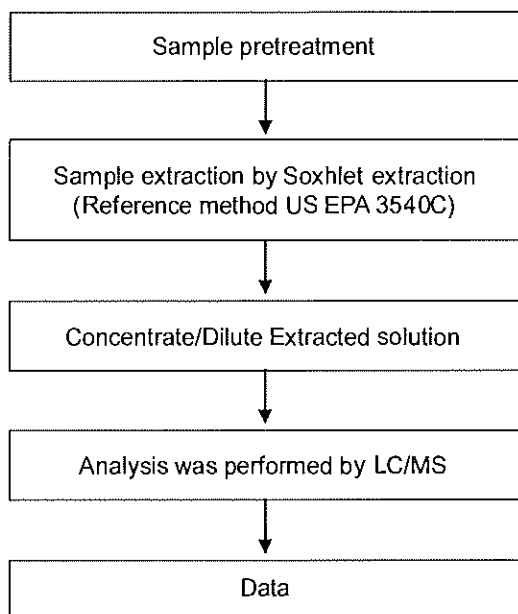 Sample pretreatment
Sample extraction by Soxhlet extraction
(Reference method US EPA 3540C)
Concentrate/Dilute Extracted solution
Analysis was performed by LC/MS
Data